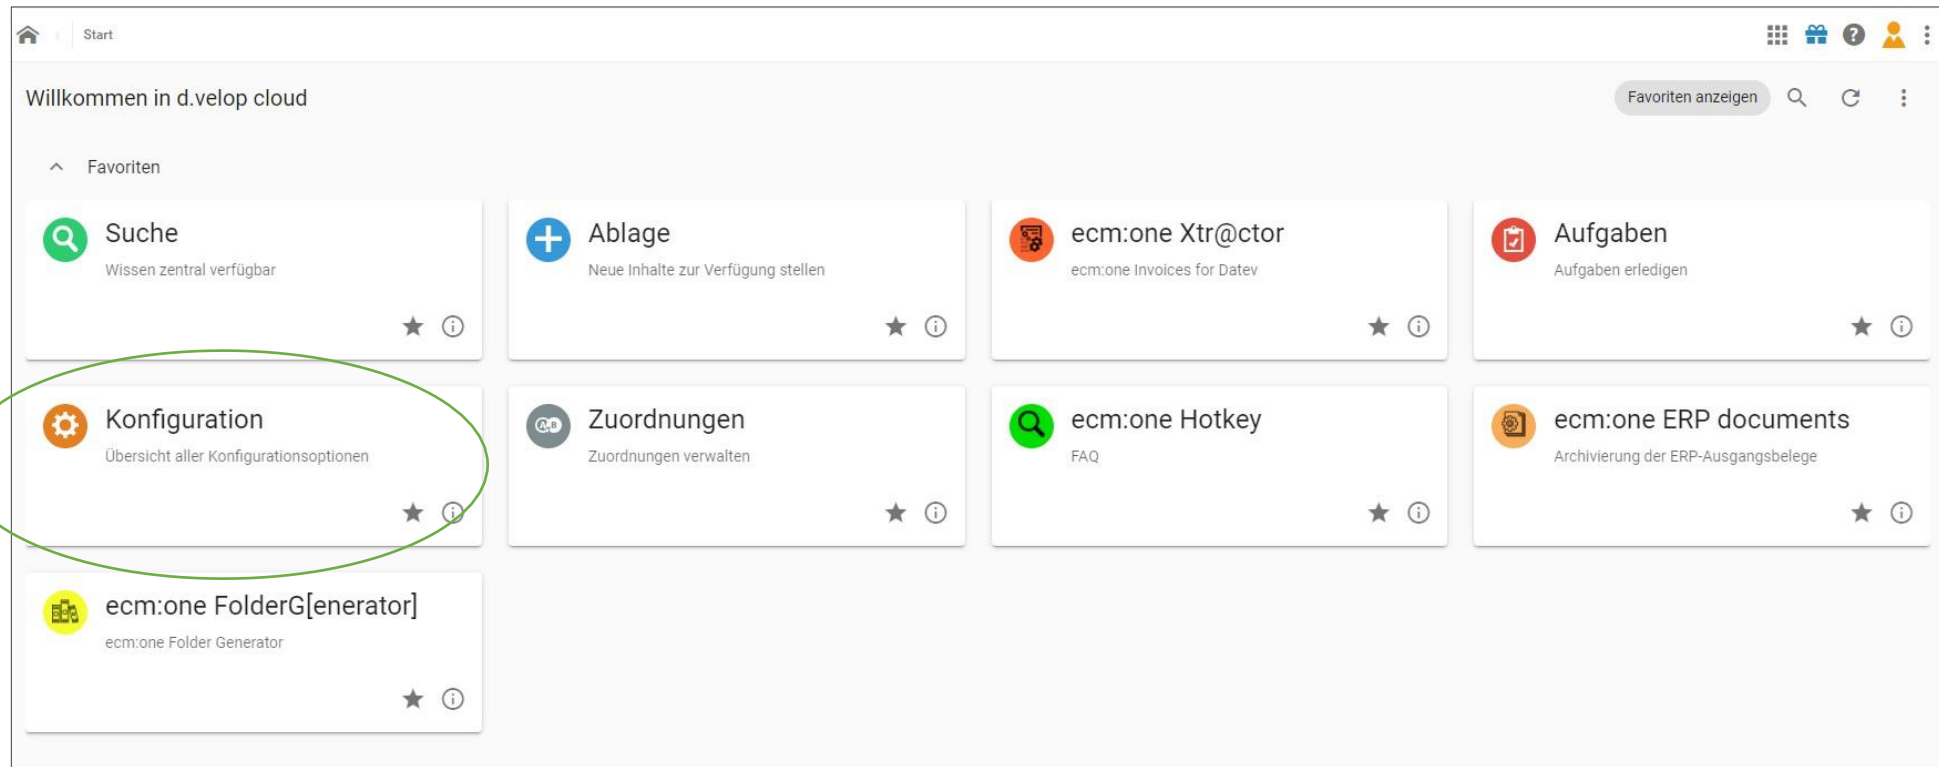 Start
Willkommen in d.velop cloud
Favoriten anzeigen
Favoriten
Suche
Wissen zentral verfügbar
Ablage
Neue Inhalte zur Verfügung stellen
ecm:one Xtr@ctor
ecm:one Invoices for Datev
Aufgaben
Aufgaben erledigen
Konfiguration
Übersicht aller Konfigurationsoptionen
Zuordnungen
Zuordnungen verwalten
ecm:one Hotkey
FAQ
ecm:one ERP documents
Archivierung der ERP-Ausgangsbelege
ecm:one FolderG[enerator]
ecm:one Folder Generator